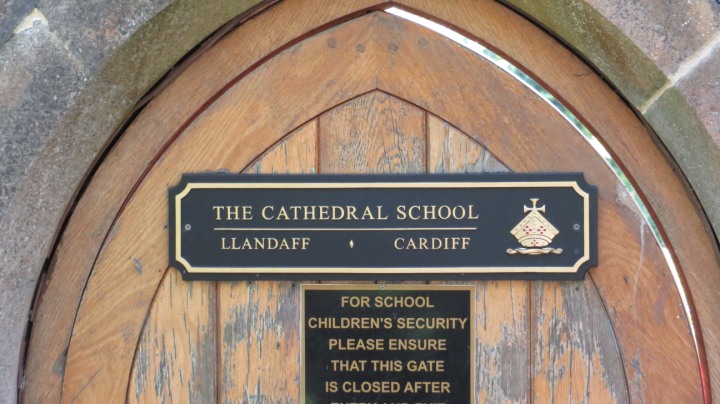 THE CATHEDRAL SCHOOL
LLANDAFF CARDIFF
FOR SCHOOL
CHILDREN'S SECURITY
PLEASE ENSURE
THAT THIS GATE
IS CLOSED AFTER